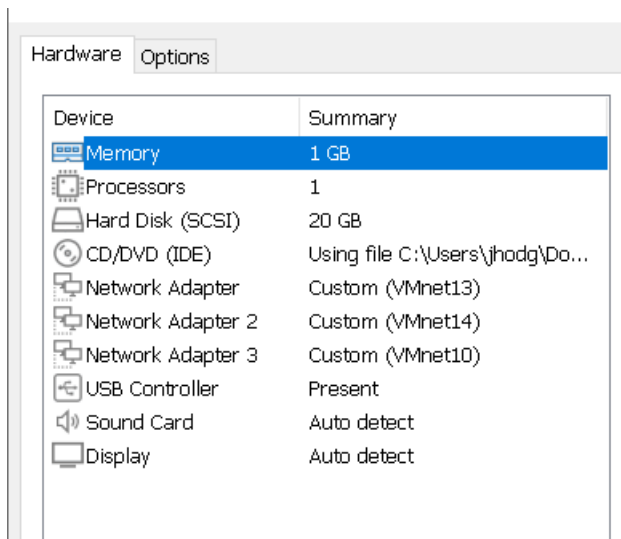 Hardware Options
Device Summary
Memory 1 GB
Processors 1
Hard Disk (SCSI) 20 GB
CD/DVD (IDE) Using file C:\Users\jhodg\Do...
Network Adapter Custom (VMnet13)
Network Adapter 2 Custom (VMnet14)
Network Adapter 3 Custom (VMnet10)
USB Controller Present
Sound Card Auto detect
Display Auto detect